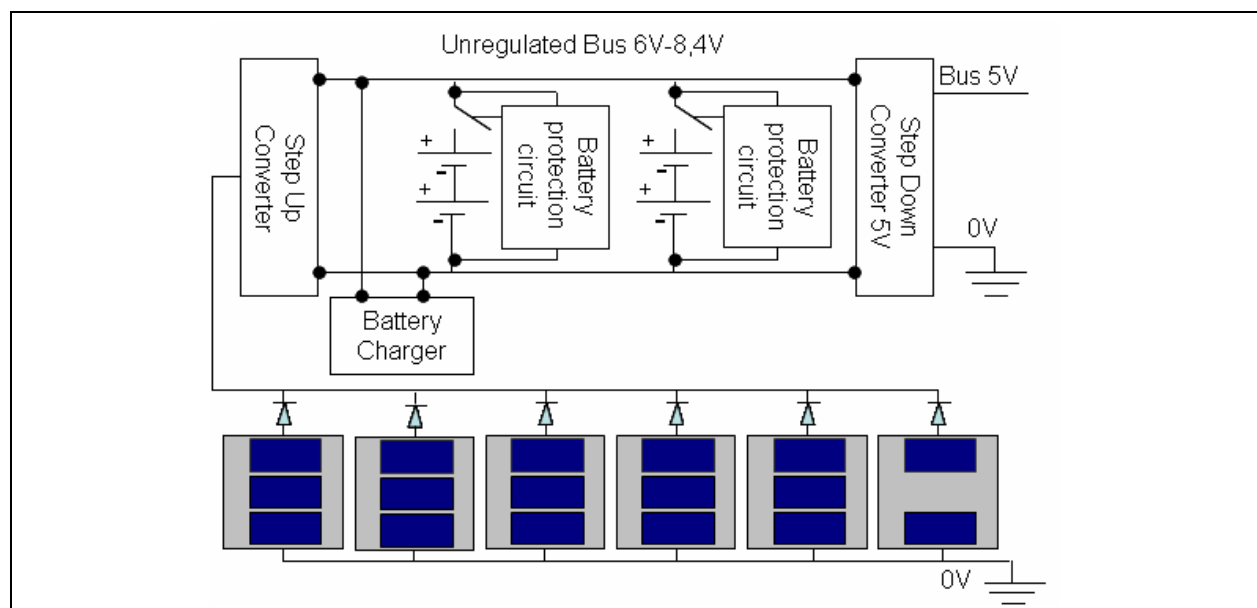 Unregulated Bus 6V-8,4V
Step Up
Converter
+
-
+
-
Battery
protection
circuit
+
-
+
-
Battery
protection
circuit
Step Down
Converter 5V
Bus 5V
0V
Battery
Charger
0V